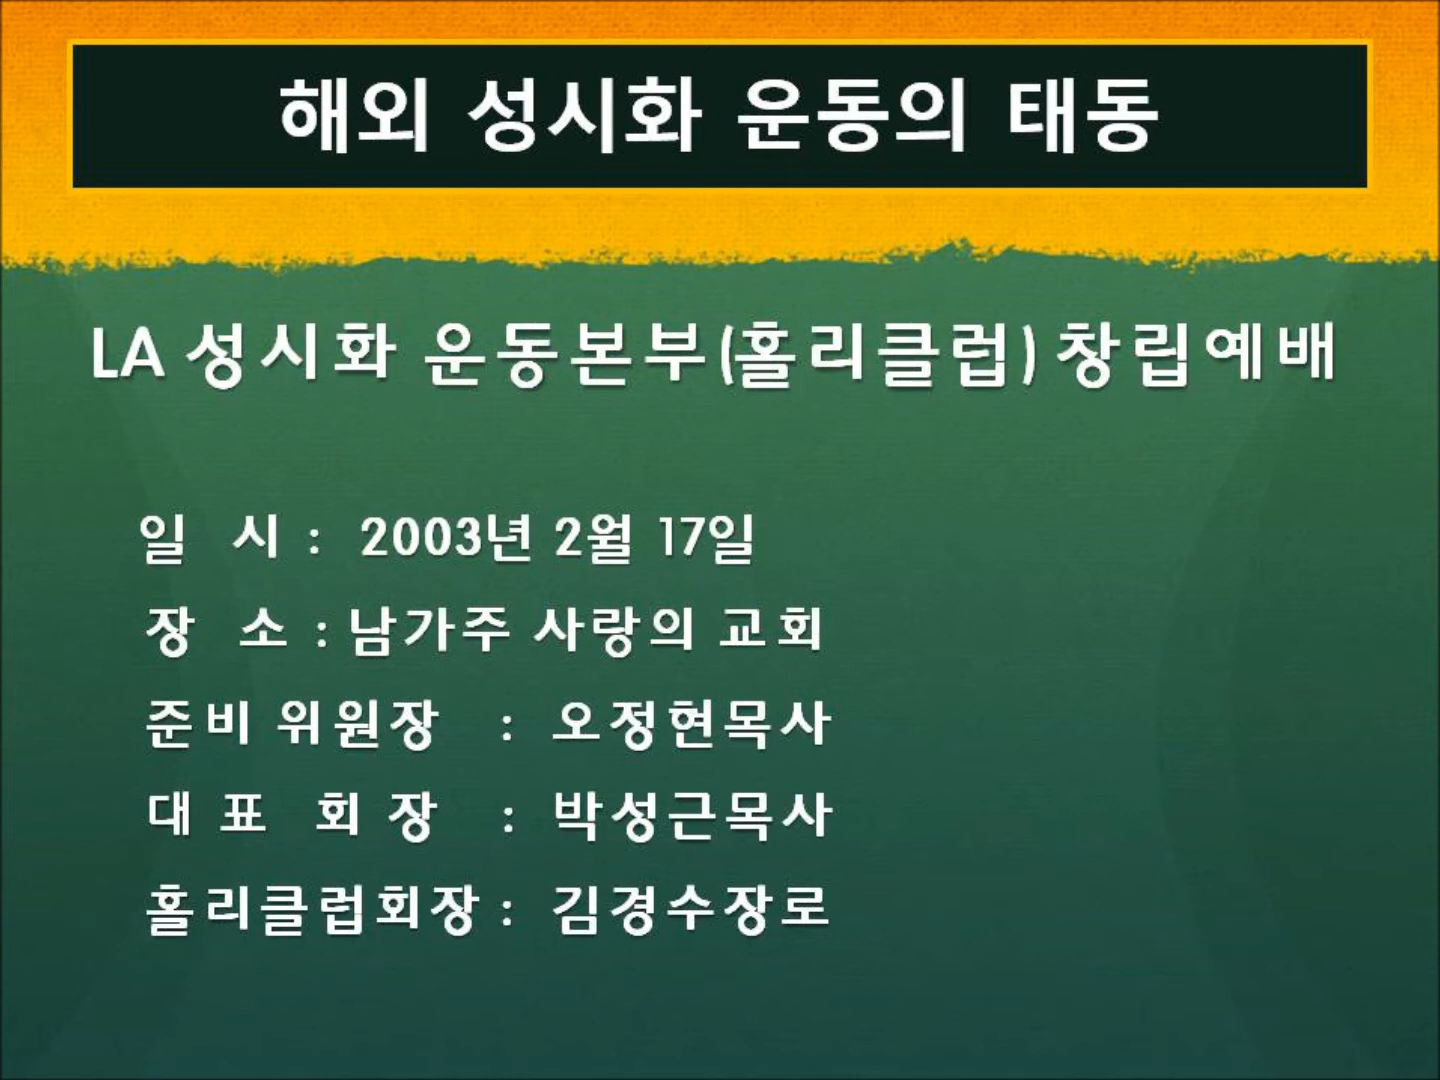 해외 성시화 운동의 태동
LA 성시화 운동본부(홀리클럽) 창립예배
일 시 : 2003년 2월 17일
장 소 : 남가주 사랑의 교회
준비 위원장 : 오정현목사
대 표 회 장 : 박성근목사
홀리클럽회장 : 김경수장로